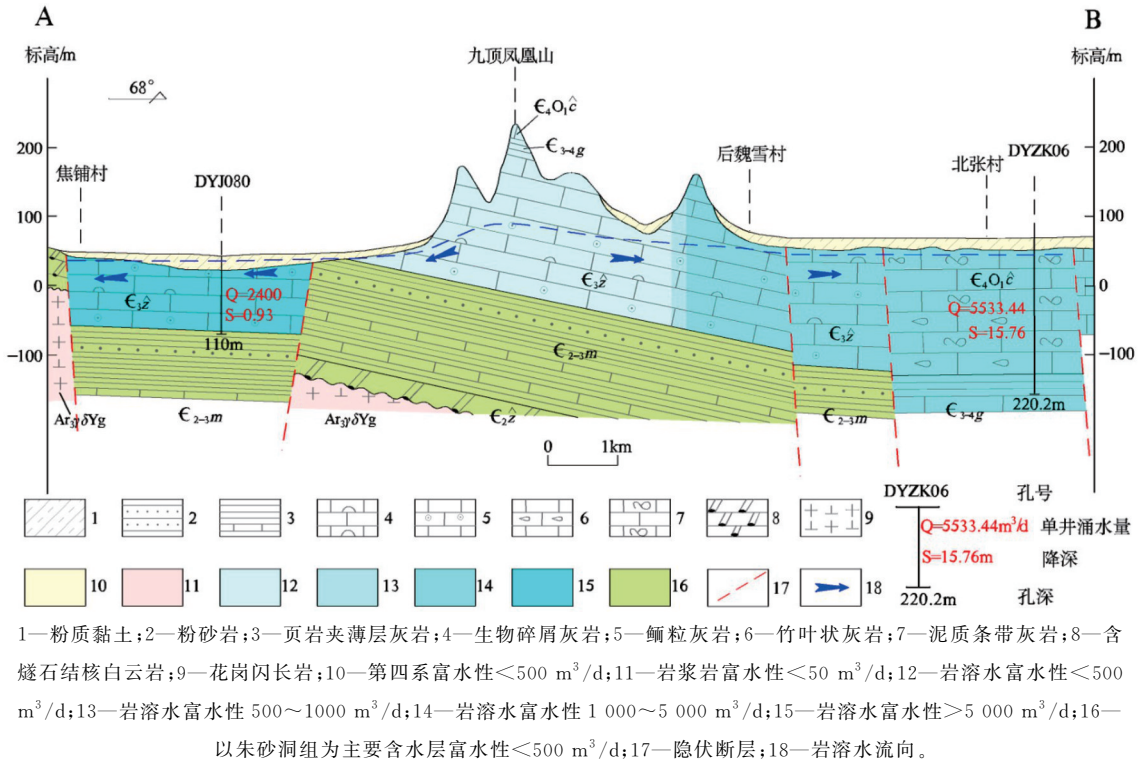 A
B
标高/m
标高/m
九顶凤凰山
68°
Є₄O₁ĉ
Є₃₋₄g
200
200
焦铺村
DYJ080
后魏雪村
北张村
DYZK06
100
100
0
0
Є₃ẑ
Q=2400
S=0.93
110m
Є₃ẑ
Є₃ẑ
Є₄O₁ĉ
Q=5533.44
S=15.76
-100
-100
Є₂₋₃m
220.2m
Ar₃γδYg
Є₂₋₃m
Ar₃γδYg
Є₂ẑ
Є₂₋₃m
Є₃₋₄g
0 1km
1 2 3 4 5 6 7 8 9
DYZK06 孔号
Q=5533.44m³/d 单井涌水量
S=15.76m 降深
220.2m 孔深
10 11 12 13 14 15 16 17 18
1—粉质黏土;2—粉砂岩;3—页岩夹薄层灰岩;4—生物碎屑灰岩;5—鲕粒灰岩;6—竹叶状灰岩;7—泥质条带灰岩;8—含
燧石结核白云岩;9—花岗闪长岩;10—第四系富水性<500 m³/d;11—岩浆岩富水性<50 m³/d;12—岩溶水富水性<500
m³/d;13—岩溶水富水性 500~1000 m³/d;14—岩溶水富水性 1 000~5 000 m³/d;15—岩溶水富水性>5 000 m³/d;16—
以朱砂洞组为主要含水层富水性<500 m³/d;17—隐伏断层;18—岩溶水流向。